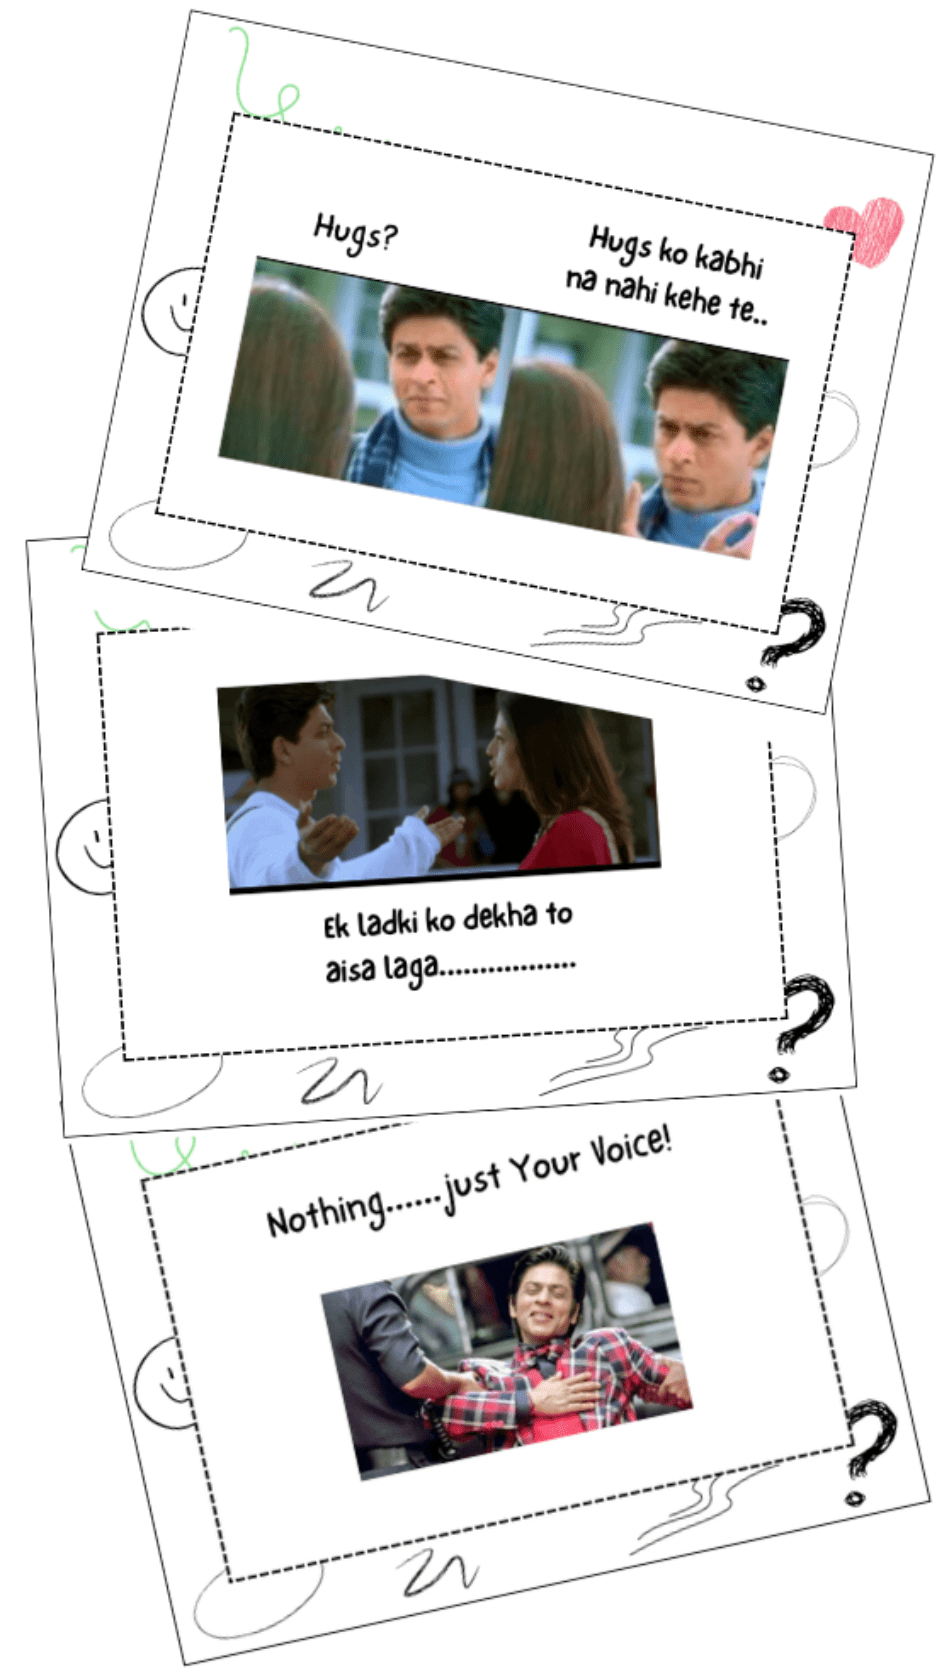 Hugs?
Hugs ko kabhi
na nahi kehe te..
?
Ek ladki ko dekha to
aisa laga.................
?
Nothing......just Your Voice!
?